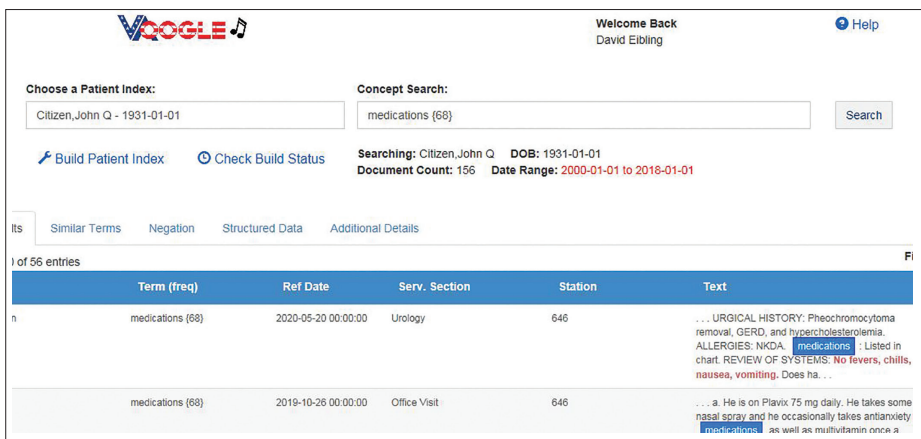 VOOGLE
Welcome Back
David Eibling
Help
Choose a Patient Index:
Concept Search:
Citizen,John Q - 1931-01-01
medications {68}
Search
Build Patient Index
Check Build Status
Searching: Citizen,John Q DOB: 1931-01-01
Document Count: 156 Date Range: 2000-01-01 to 2018-01-01
lts
Similar Terms
Negation
Structured Data
Additional Details
) of 56 entries
Fi
Term (freq)
Ref Date
Serv. Section
Station
Text
n
medications {68}
2020-05-20 00:00:00
Urology
646
. . . URGICAL HISTORY: Pheochromocytoma
removal, GERD, and hypercholesterolemia.
ALLERGIES: NKDA. medications : Listed in
chart. REVIEW OF SYSTEMS: No fevers, chills,
nausea, vomiting. Does ha. . .
medications {68}
2019-10-26 00:00:00
Office Visit
646
. . . a. He is on Plavix 75 mg daily. He takes some
nasal spray and he occasionally takes antianxiety
medications as well as multivitamin once a